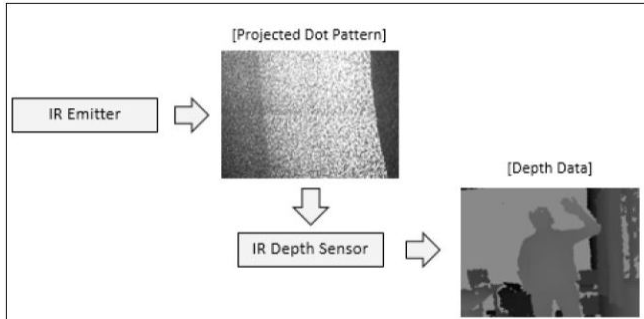 [Projected Dot Pattern]
IR Emitter
[Depth Data]
IR Depth Sensor